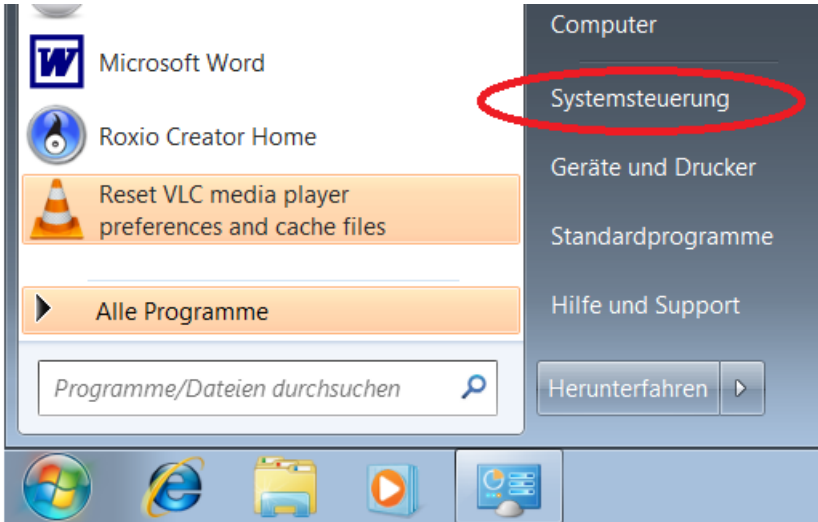 Microsoft Word
Roxio Creator Home
Reset VLC media player
preferences and cache files
Alle Programme
Programme/Dateien durchsuchen
Computer
Systemsteuerung
Geräte und Drucker
Standardprogramme
Hilfe und Support
Herunterfahren